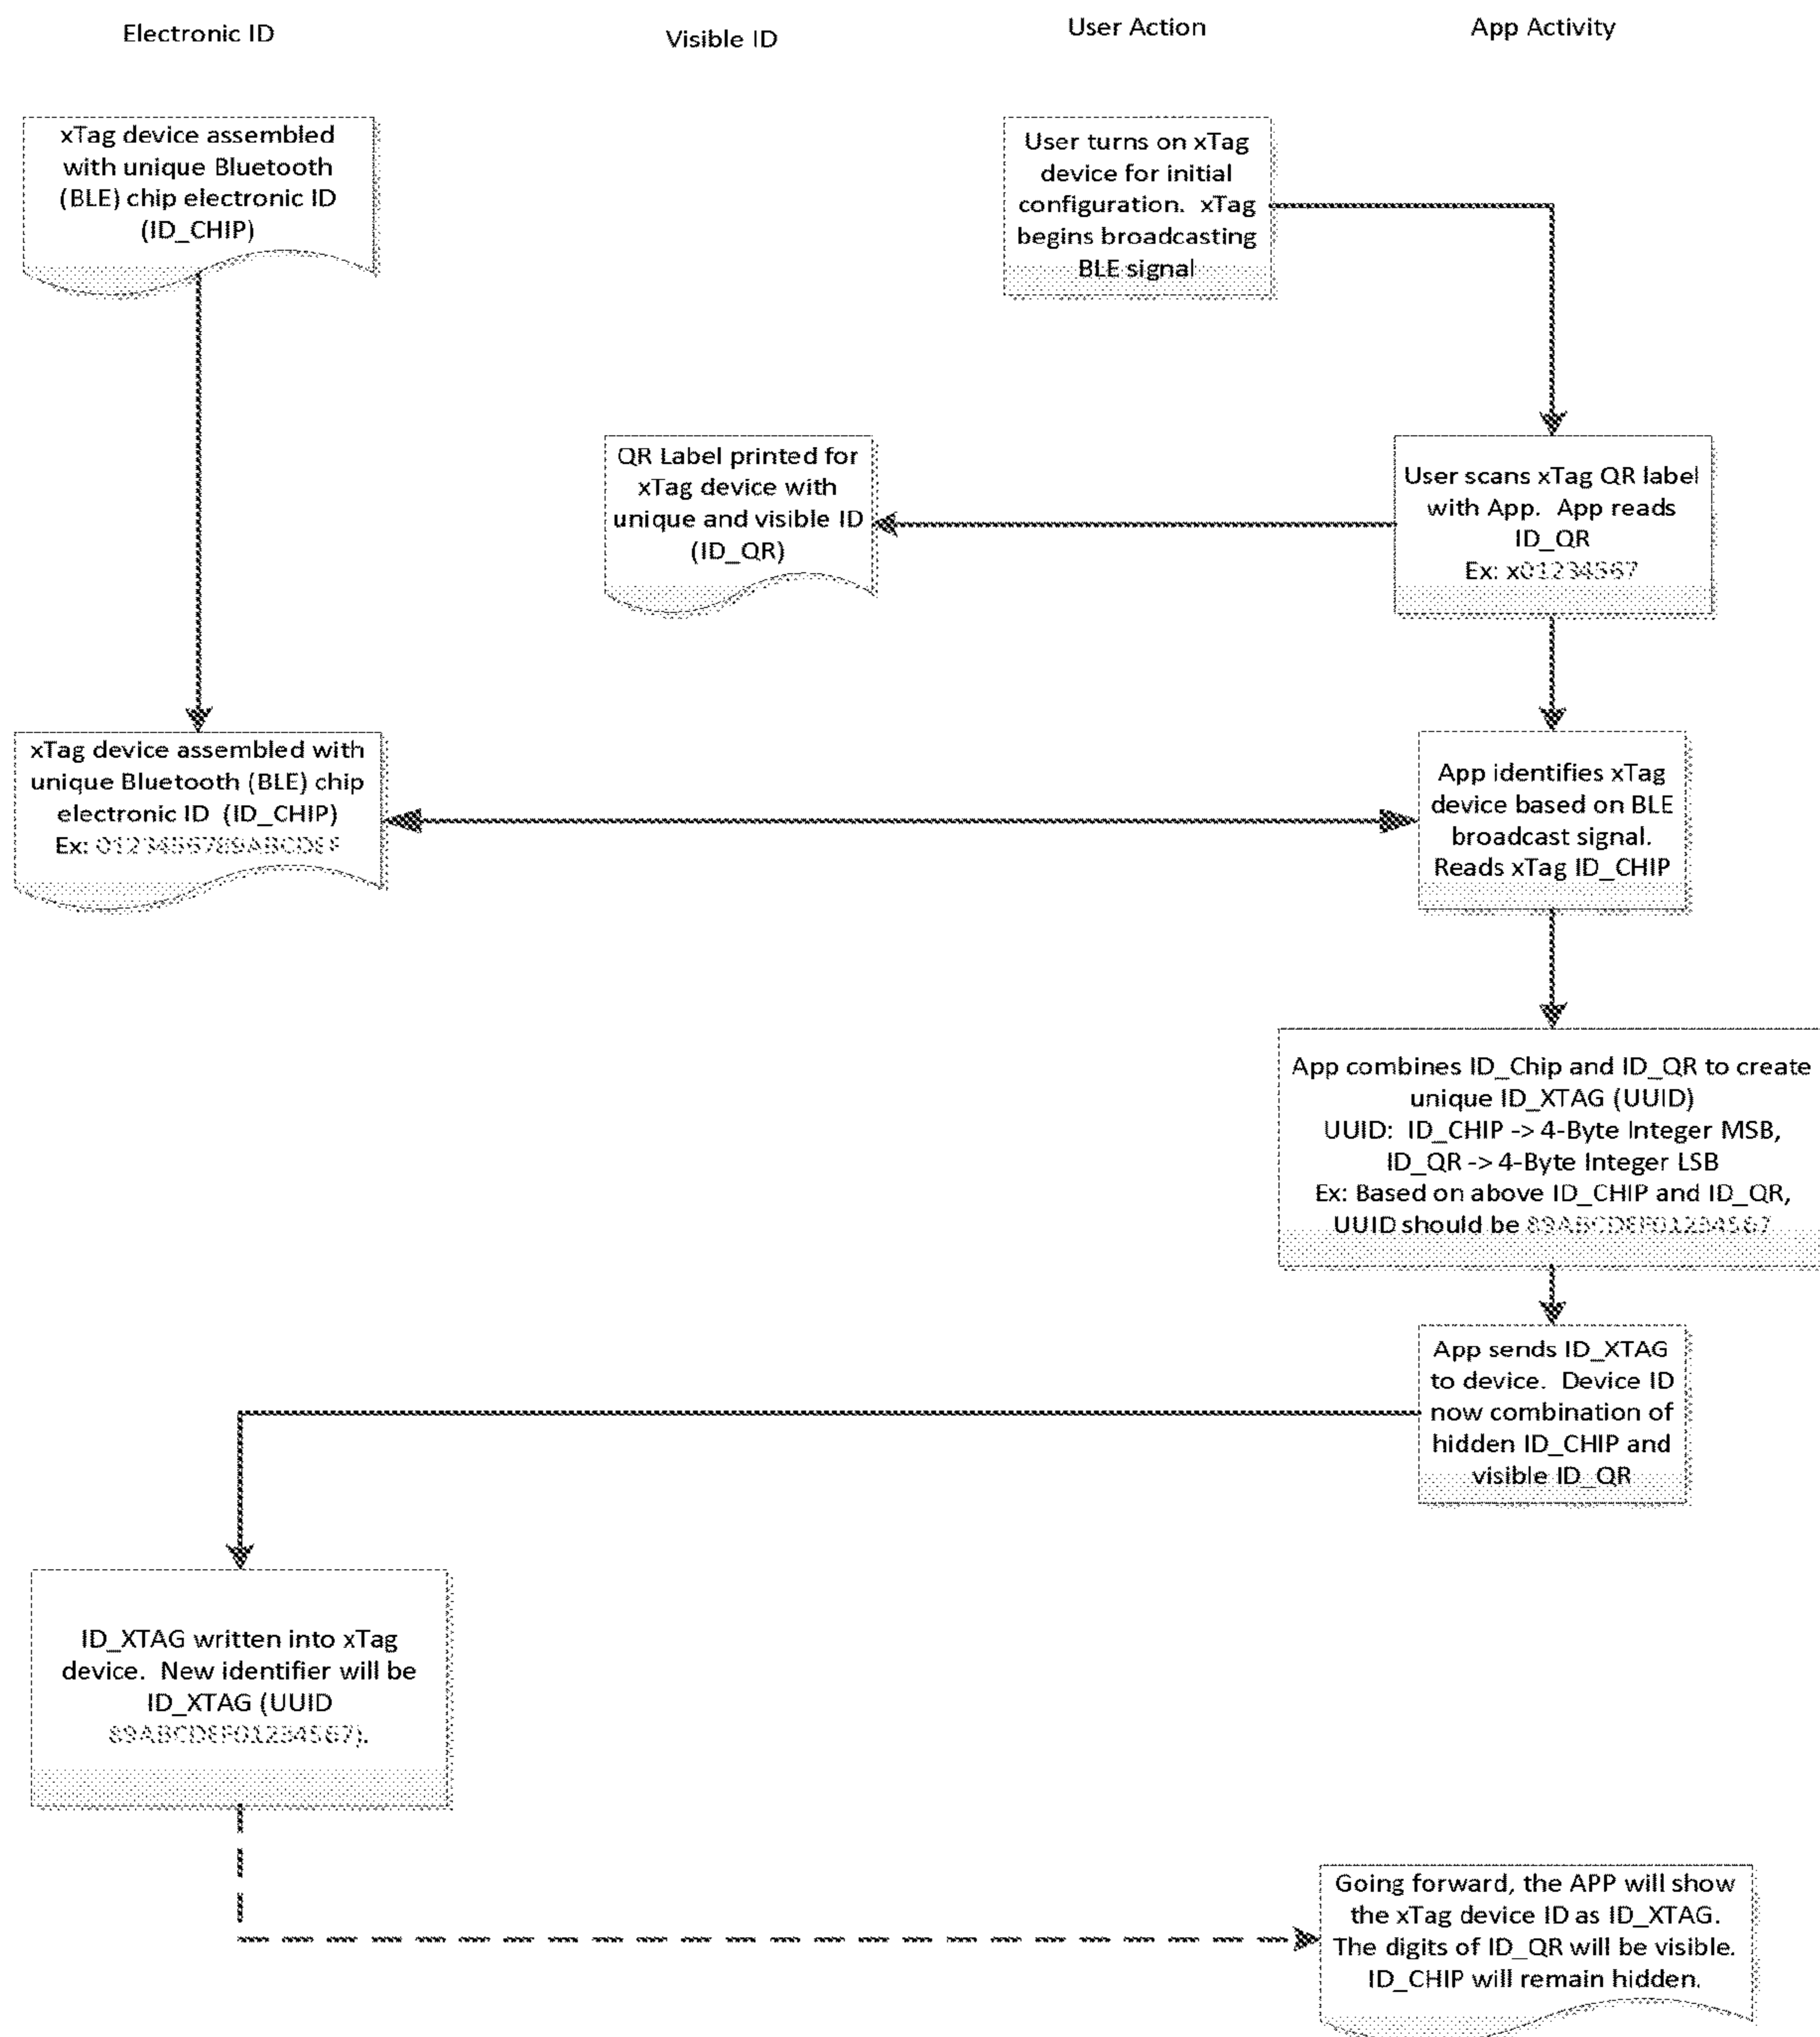 Electronic ID
Visible ID
User Action
App Activity
xTag device assembled
with unique Bluetooth
(BLE) chip electronic ID
(ID_CHIP)
User turns on xTag
device for initial
configuration.  xTag
begins broadcasting
BLE signal
QR Label printed for
xTag device with
unique and visible ID
(ID_QR)
User scans xTag QR label
with App.  App reads
ID_QR
Ex: x01234567
xTag device assembled with
unique Bluetooth (BLE) chip
electronic ID  (ID_CHIP)
Ex: 0123456789ABCDEF
App identifies xTag
device based on BLE
broadcast signal.
Reads xTag ID_CHIP
App combines ID_Chip and ID_QR to create
unique ID_XTAG (UUID)
UUID:  ID_CHIP -> 4-Byte Integer MSB,
ID_QR -> 4-Byte Integer LSB
Ex: Based on above ID_CHIP and ID_QR,
UUID should be 89ABCDEF01234567
App sends ID_XTAG
to device.  Device ID
now combination of
hidden ID_CHIP and
visible ID_QR
ID_XTAG written into xTag
device.  New identifier will be
ID_XTAG (UUID
89ABCDEF01234567).
Going forward, the APP will show
the xTag device ID as ID_XTAG.
The digits of ID_QR will be visible.
ID_CHIP will remain hidden.